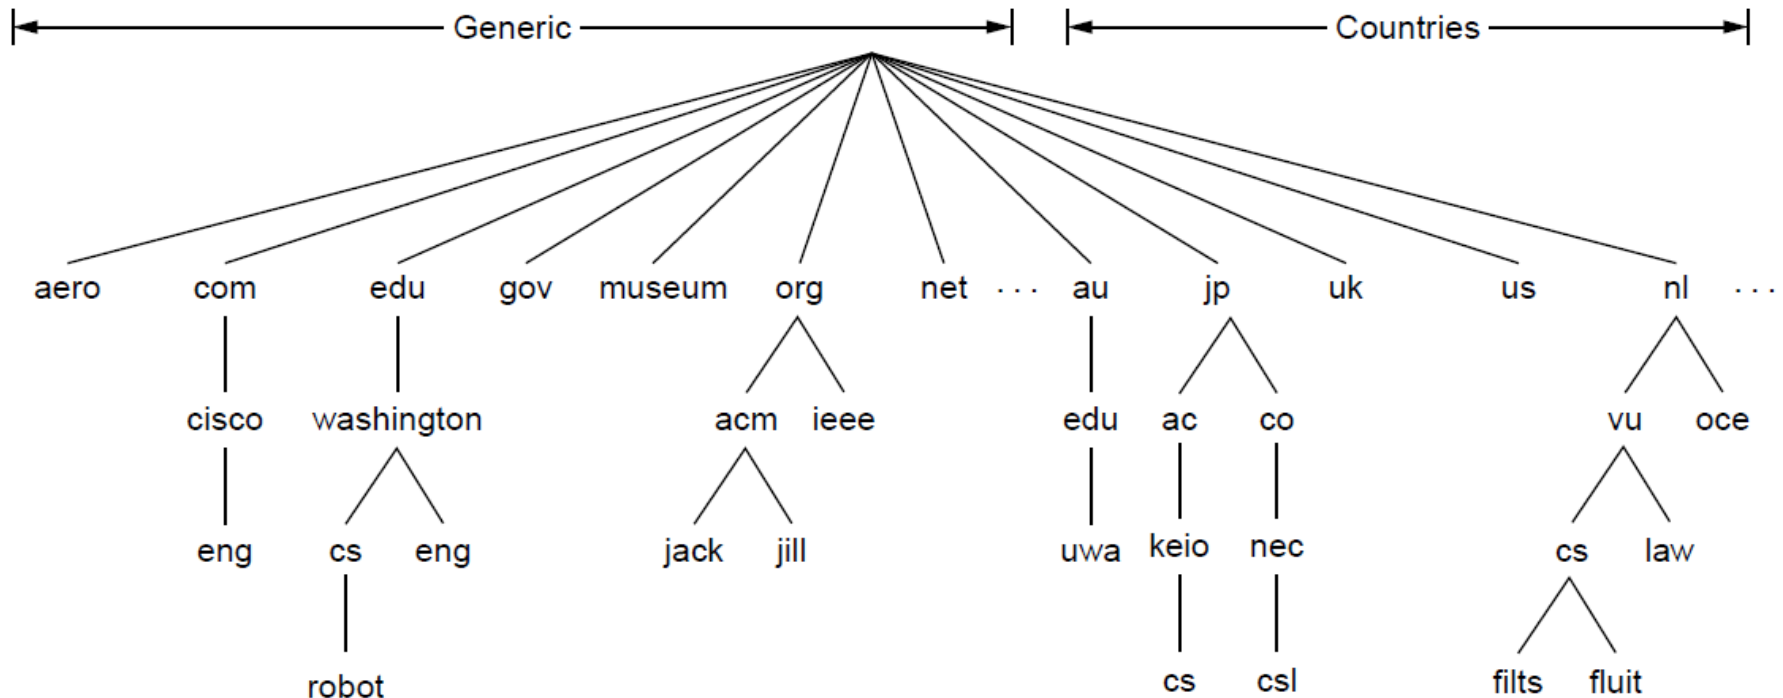 Generic Countries
aero com edu gov museum org net ... au jp uk us nl ...
cisco washington acm ieee edu ac co vu oce
eng cs eng jack jill uwa keio nec cs law
robot cs csl filts fluit